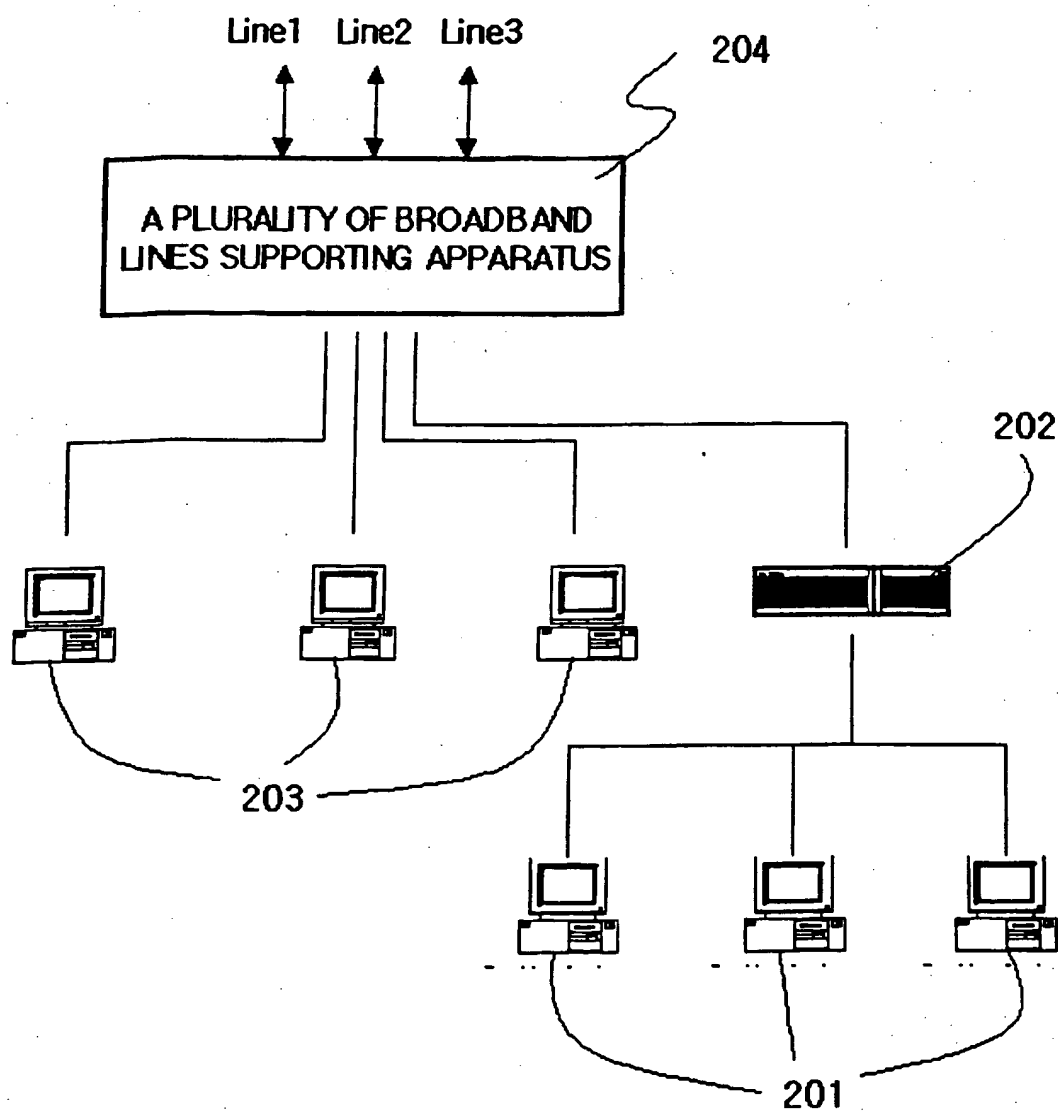 Line1 Line2 Line3
204
A PLURALITY OF BROADBAND
LINES SUPPORTING APPARATUS
202
203
201